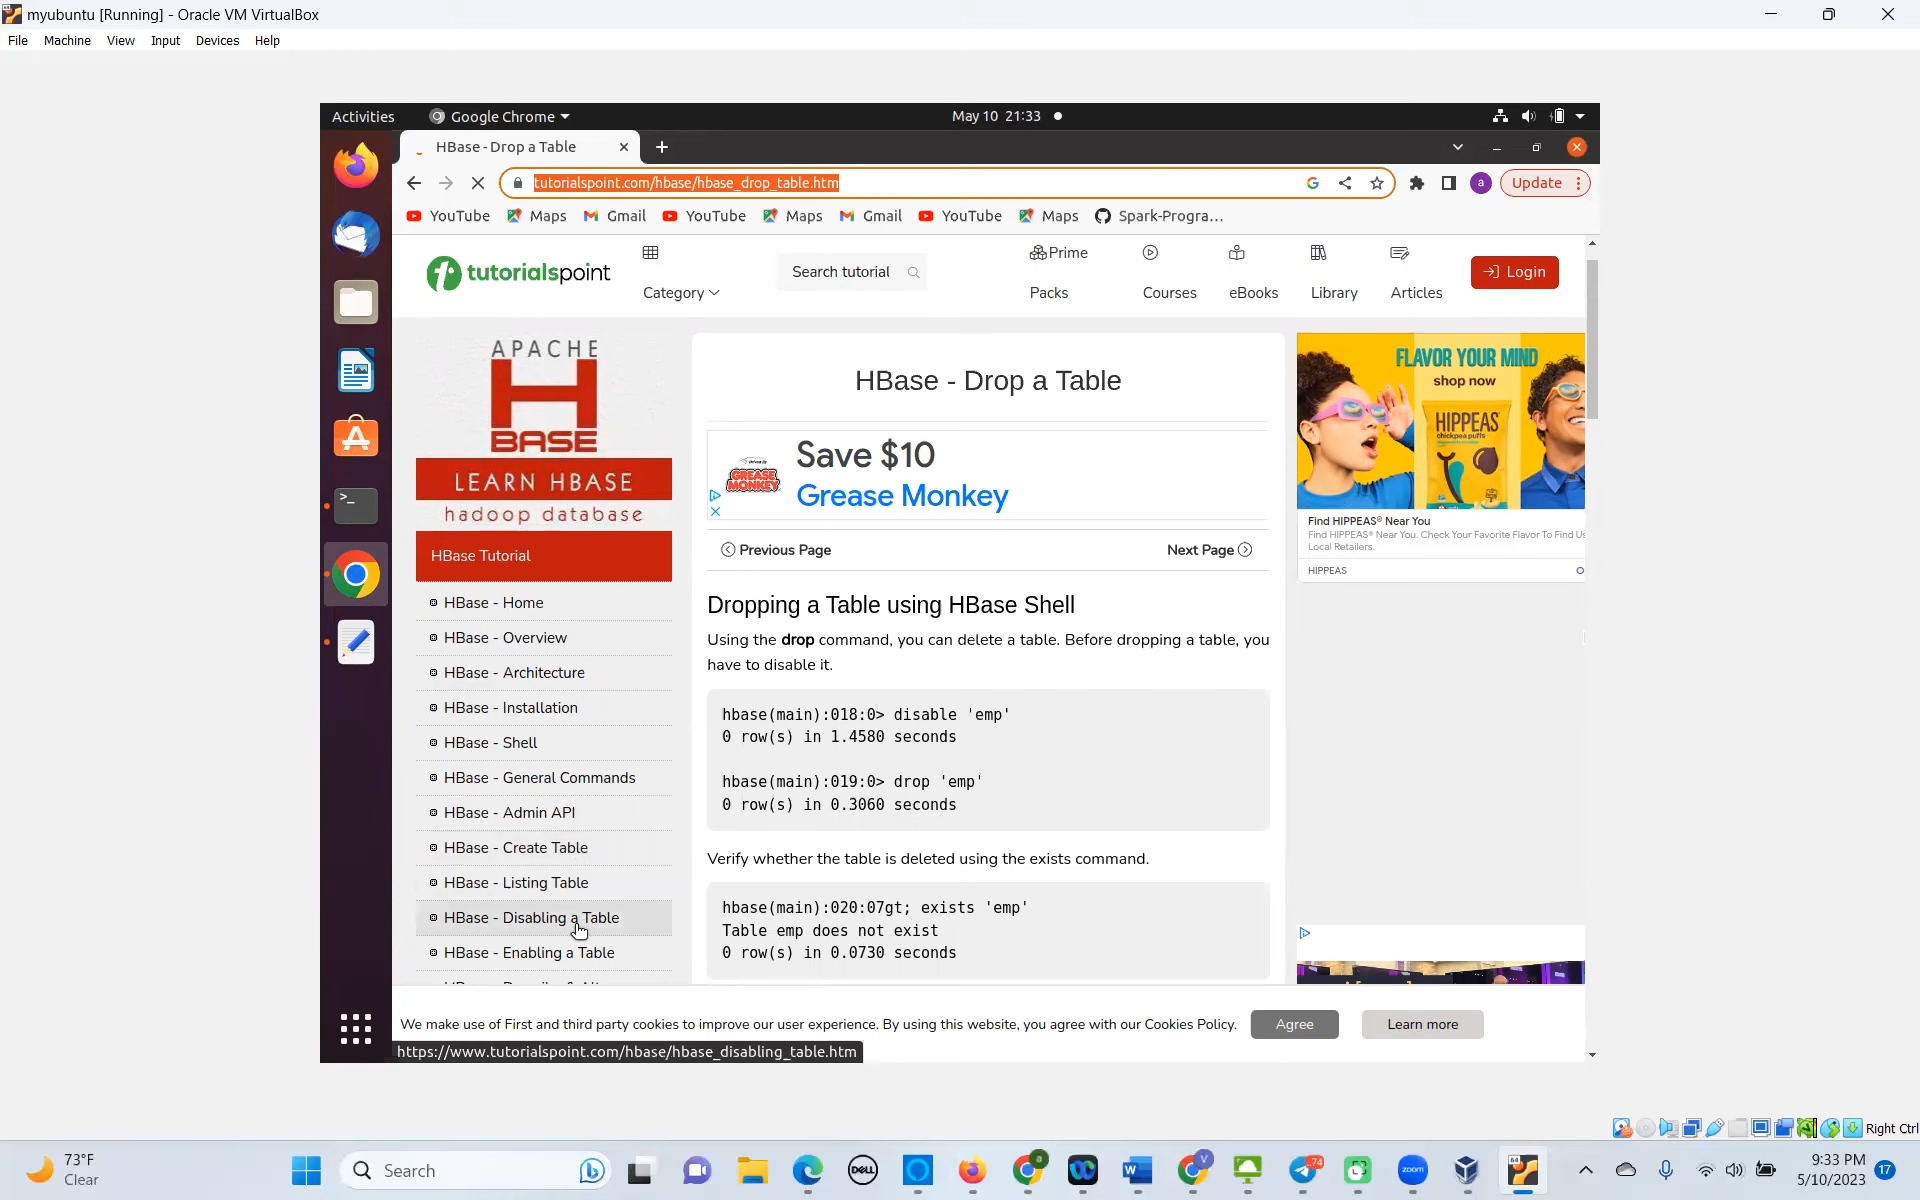 myubuntu [Running] - Oracle VM VirtualBox
File Machine View Input Devices Help
Activities Google Chrome May 10 21:33
HBase - Drop a Table
tutorialspoint.com/hbase/hbase_drop_table.htm
a Update
YouTube Maps Gmail YouTube Maps Gmail YouTube Maps Spark-Progra...
tutorialspoint
Category
Search tutorial
Prime Packs
Courses
eBooks
Library
Articles
Login
APACHE
H
BASE
LEARN HBASE
hadoop database
HBase Tutorial
HBase - Home
HBase - Overview
HBase - Architecture
HBase - Installation
HBase - Shell
HBase - General Commands
HBase - Admin API
HBase - Create Table
HBase - Listing Table
HBase - Disabling a Table
HBase - Enabling a Table
HBase - Drop a Table
GREASE MONKEY
Save $10
Grease Monkey
Previous Page Next Page
Dropping a Table using HBase Shell
Using the drop command, you can delete a table. Before dropping a table, you
have to disable it.
hbase(main):018:0> disable 'emp'
0 row(s) in 1.4580 seconds
hbase(main):019:0> drop 'emp'
0 row(s) in 0.3060 seconds
Verify whether the table is deleted using the exists command.
hbase(main):020:07gt; exists 'emp'
Table emp does not exist
0 row(s) in 0.0730 seconds
FLAVOR YOUR MIND
shop now
HIPPEAS
chickpea puffs
Find HIPPEAS® Near You
Find HIPPEAS® Near You. Check Your Favorite Flavor To Find Us
Local Retailers.
HIPPEAS
We make use of First and third party cookies to improve our user experience. By using this website, you agree with our Cookies Policy. Agree Learn more
https://www.tutorialspoint.com/hbase/hbase_disabling_table.htm
Right Ctrl
73°F
Clear
Search
DELL
a
V
74
zoom
64
9:33 PM
5/10/2023
17